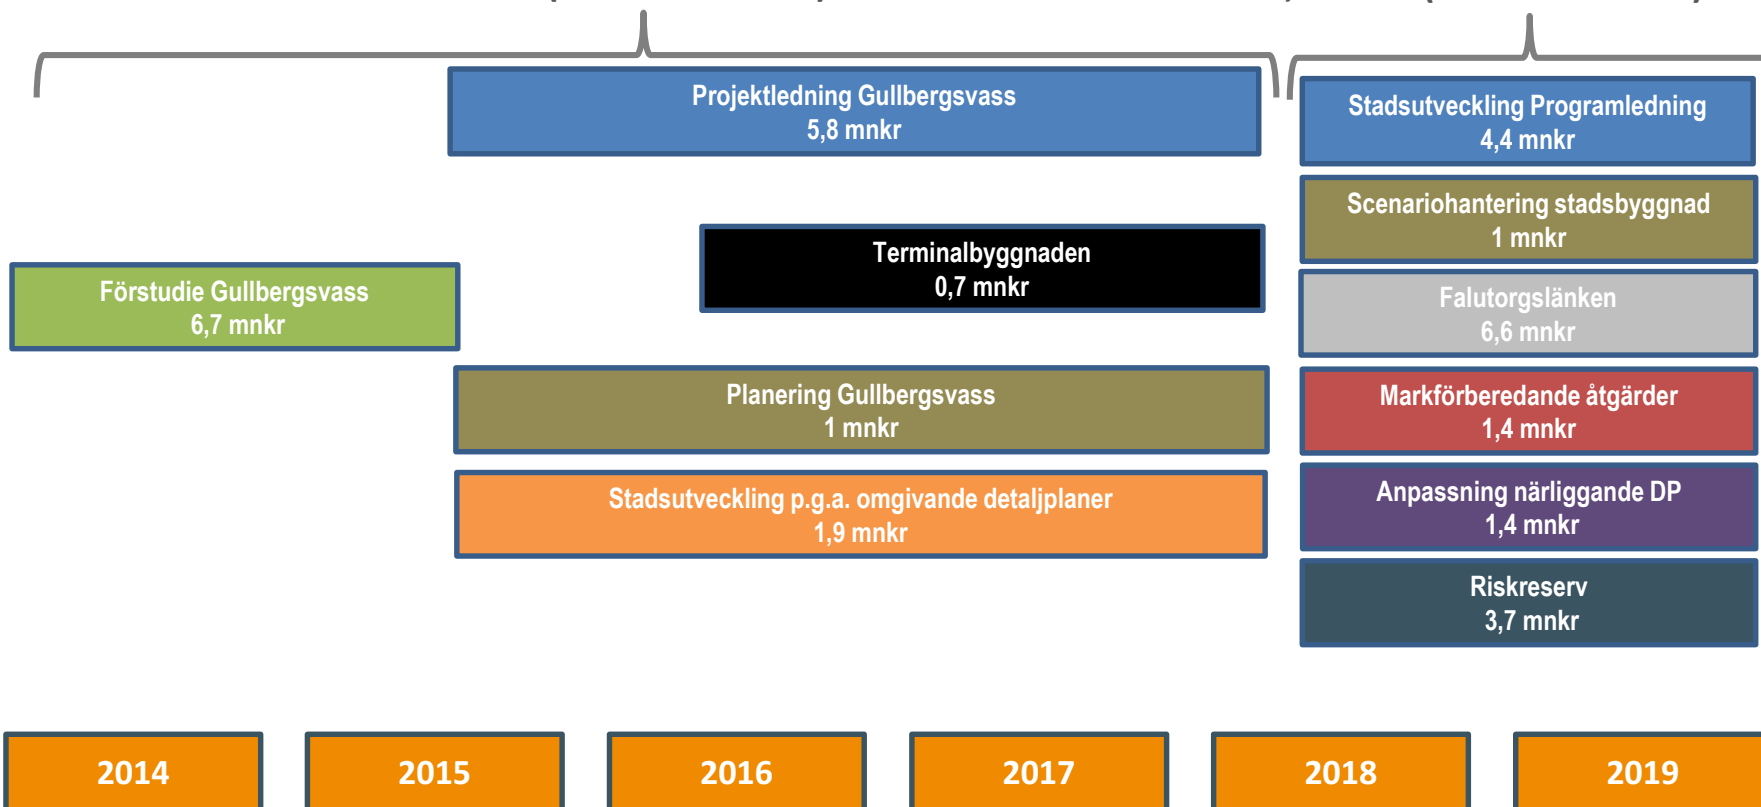 Projektledning Gullbergsvass
5,8 mnkr
Stadsutveckling Programledning
4,4 mnkr
Scenariohantering stadsbyggnad
1 mnkr
Terminalbyggnaden
0,7 mnkr
Förstudie Gullbergsvass
6,7 mnkr
Falutorgslänken
6,6 mnkr
Planering Gullbergsvass
1 mnkr
Markförberedande åtgärder
1,4 mnkr
Stadsutveckling p.g.a. omgivande detaljplaner
1,9 mnkr
Anpassning närliggande DP
1,4 mnkr
Riskreserv
3,7 mnkr
2014
2015
2016
2017
2018
2019